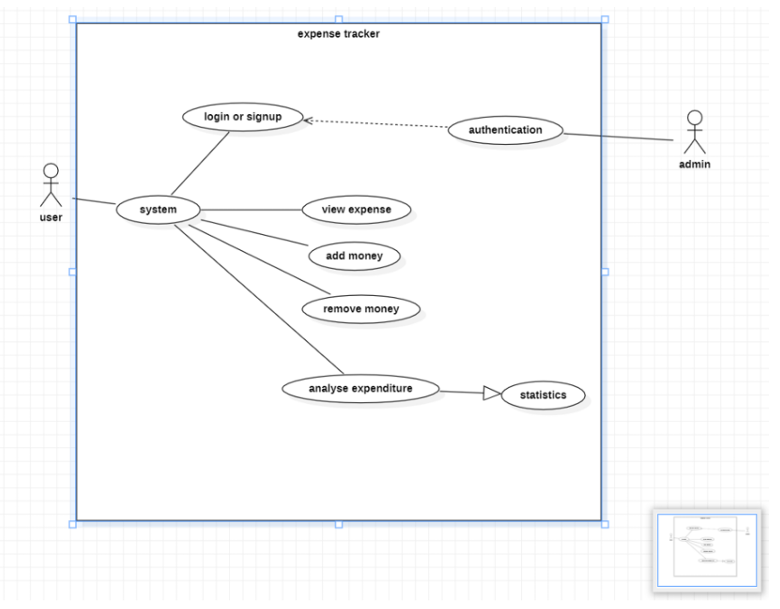 expense tracker
login or signup
authentication
admin
user
system
view expense
add money
remove money
analyse expenditure
statistics